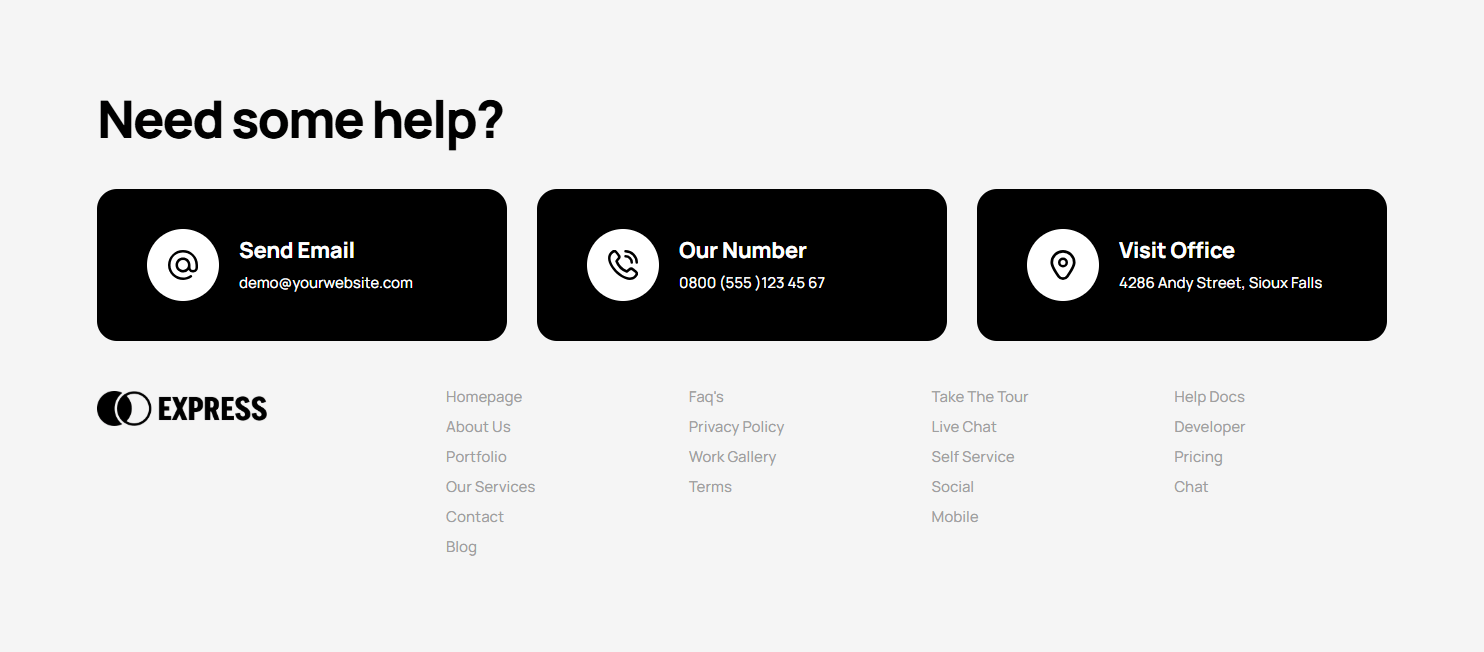 Need some help?
Send Email
demo@yourwebsite.com
Our Number
0800 (555 )123 45 67
Visit Office
4286 Andy Street, Sioux Falls
EXPRESS
Homepage
About Us
Portfolio
Our Services
Contact
Blog
Faq's
Privacy Policy
Work Gallery
Terms
Take The Tour
Live Chat
Self Service
Social
Mobile
Help Docs
Developer
Pricing
Chat